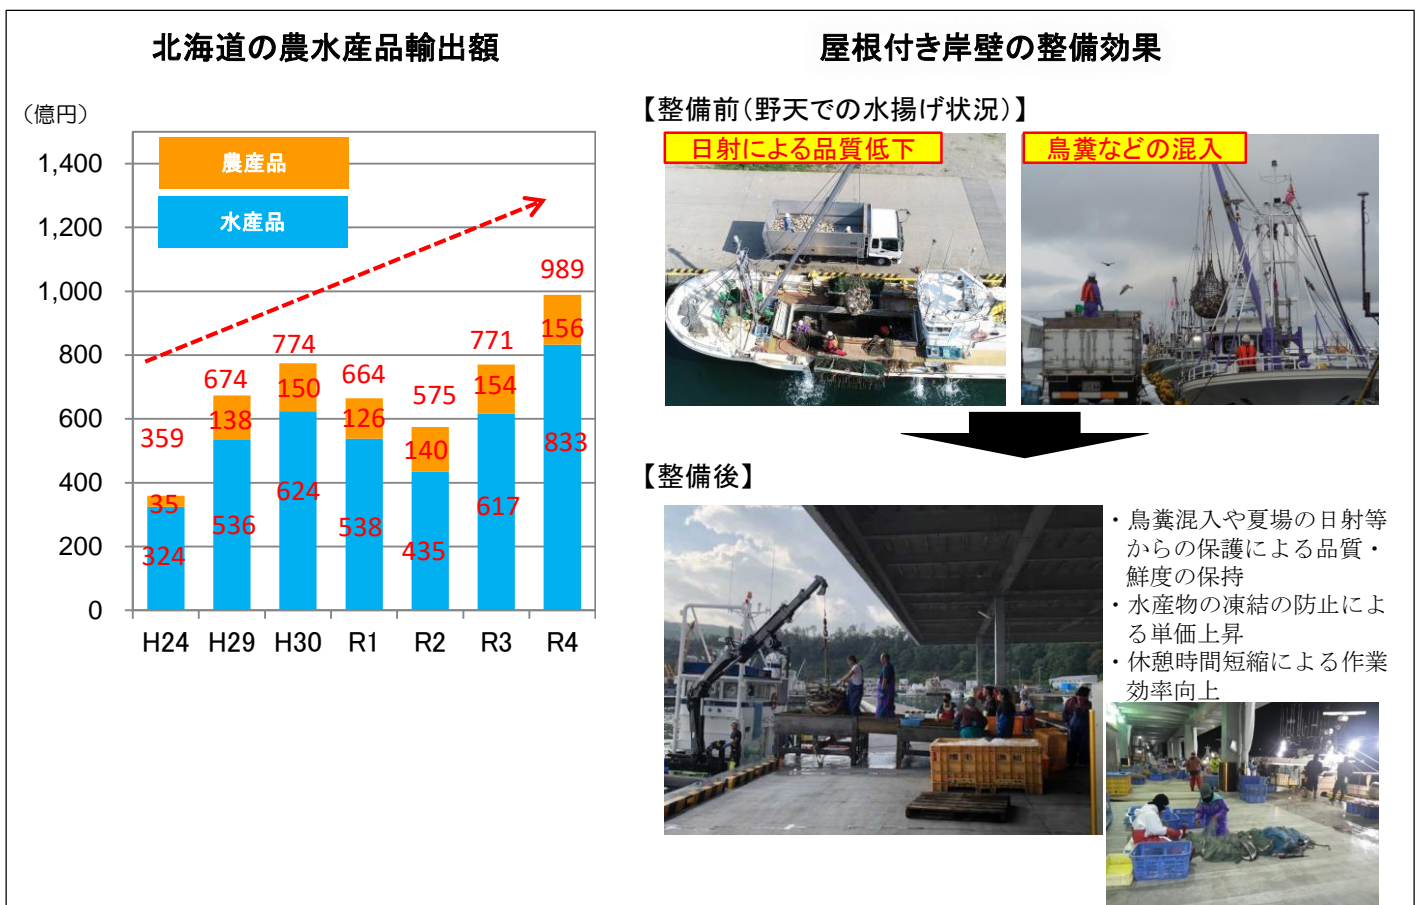 北海道の農水産品輸出額
（億円）
1,400
1,200
1,000
800
600
400
200
0
農産品
水産品
359
35
324
674
138
536
774
150
624
664
126
538
575
140
435
771
154
617
989
156
833
H24 H29 H30 R1 R2 R3 R4
屋根付き岸壁の整備効果
【整備前（野天での水揚げ状況）】
日射による品質低下
鳥糞などの混入
【整備後】
・鳥糞混入や夏場の日射等
からの保護による品質・
鮮度の保持
・水産物の凍結の防止によ
る単価上昇
・休憩時間短縮による作業
効率向上